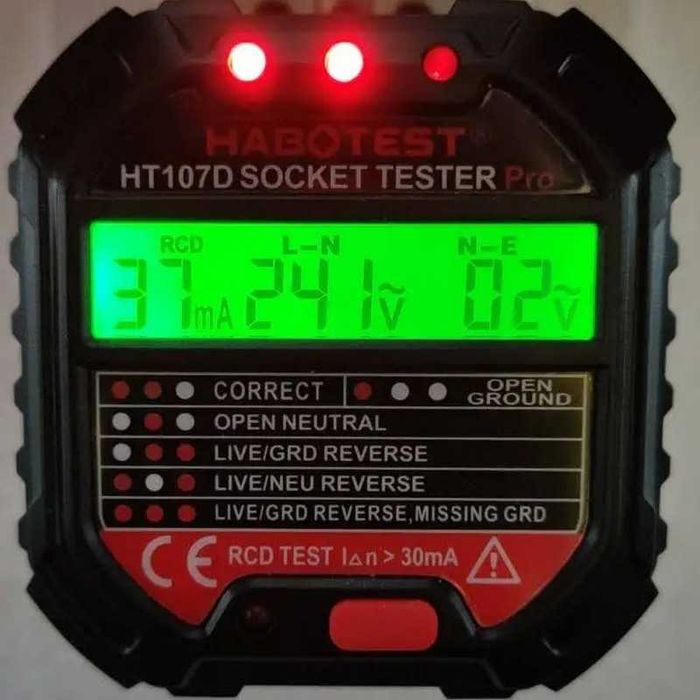 HABOTEST®
HT107D SOCKET TESTER Pro
RCD L-N N-E
37mA 241V 02V
CORRECT OPEN GROUND
OPEN NEUTRAL
LIVE/GRD REVERSE
LIVE/NEU REVERSE
LIVE/GRD REVERSE,MISSING GRD
CE RCD TEST I△n > 30mA